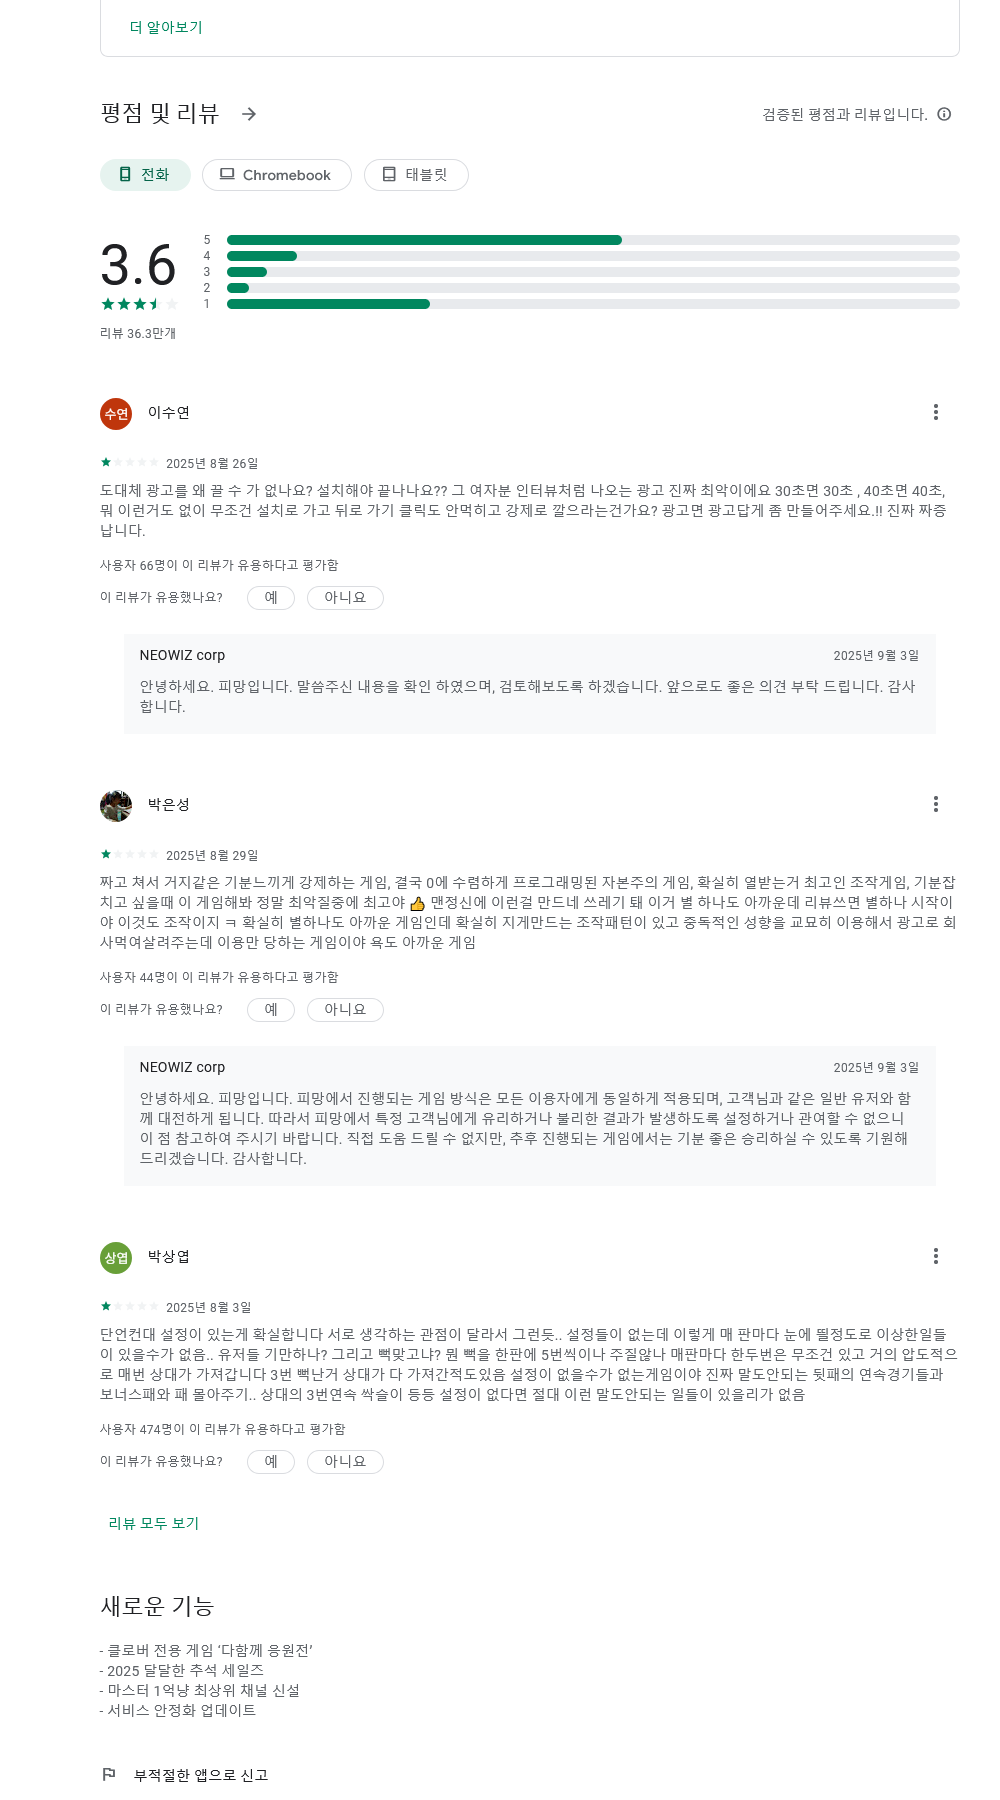 더 알아보기
평점 및 리뷰
검증된 평점과 리뷰입니다.
전화
Chromebook
태블릿
3.6
5
4
3
2
1
리뷰 36.3만개
수연
이수연
2025년 8월 26일
도대체 광고를 왜 끌 수 가 없나요? 설치해야 끝나나요?? 그 여자분 인터뷰처럼 나오는 광고 진짜 최악이에요 30초면 30초 , 40초면 40초,
뭐 이런거도 없이 무조건 설치로 가고 뒤로 가기 클릭도 안먹히고 강제로 깔으라는건가요? 광고면 광고답게 좀 만들어주세요.!! 진짜 짜증
납니다.
사용자 66명이 이 리뷰가 유용하다고 평가함
이 리뷰가 유용했나요?
예
아니요
NEOWIZ corp
2025년 9월 3일
안녕하세요. 피망입니다. 말씀주신 내용을 확인 하였으며, 검토해보도록 하겠습니다. 앞으로도 좋은 의견 부탁 드립니다. 감사
합니다.
박은성
2025년 8월 29일
짜고 쳐서 거지같은 기분느끼게 강제하는 게임, 결국 0에 수렴하게 프로그래밍된 자본주의 게임, 확실히 열받는거 최고인 조작게임, 기분잡
치고 싶을때 이 게임해봐 정말 최악질중에 최고야 👍 맨정신에 이런걸 만드네 쓰레기 퇘 이거 별 하나도 아까운데 리뷰쓰면 별하나 시작이
야 이것도 조작이지 ㅋ 확실히 별하나도 아까운 게임인데 확실히 지게만드는 조작패턴이 있고 중독적인 성향을 교묘히 이용해서 광고로 회
사먹여살려주는데 이용만 당하는 게임이야 욕도 아까운 게임
사용자 44명이 이 리뷰가 유용하다고 평가함
이 리뷰가 유용했나요?
예
아니요
NEOWIZ corp
2025년 9월 3일
안녕하세요. 피망입니다. 피망에서 진행되는 게임 방식은 모든 이용자에게 동일하게 적용되며, 고객님과 같은 일반 유저와 함
께 대전하게 됩니다. 따라서 피망에서 특정 고객님에게 유리하거나 불리한 결과가 발생하도록 설정하거나 관여할 수 없으니
이 점 참고하여 주시기 바랍니다. 직접 도움 드릴 수 없지만, 추후 진행되는 게임에서는 기분 좋은 승리하실 수 있도록 기원해
드리겠습니다. 감사합니다.
상엽
박상엽
2025년 8월 3일
단언컨대 설정이 있는게 확실합니다 서로 생각하는 관점이 달라서 그런듯.. 설정들이 없는데 이렇게 매 판마다 눈에 띌정도로 이상한일들
이 있을수가 없음.. 유저들 기만하나? 그리고 뻑맞고냐? 뭔 뻑을 한판에 5번씩이나 주질않나 매판마다 한두번은 무조건 있고 거의 압도적으
로 매번 상대가 가져갑니다 3번 뻑난거 상대가 다 가져간적도있음 설정이 없을수가 없는게임이야 진짜 말도안되는 뒷패의 연속경기들과
보너스패와 패 몰아주기.. 상대의 3번연속 싹슬이 등등 설정이 없다면 절대 이런 말도안되는 일들이 있을리가 없음
사용자 474명이 이 리뷰가 유용하다고 평가함
이 리뷰가 유용했나요?
예
아니요
리뷰 모두 보기
새로운 기능
- 클로버 전용 게임 ‘다함께 응원전’
- 2025 달달한 추석 세일즈
- 마스터 1억냥 최상위 채널 신설
- 서비스 안정화 업데이트
부적절한 앱으로 신고